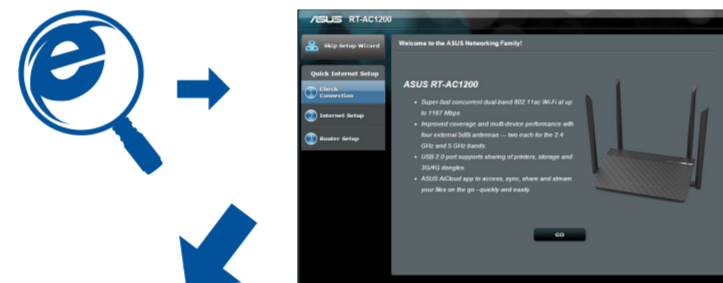 ASUS RT-AC1200
Skip Setup Wizard
Welcome to the ASUS Networking Family!
Quick Internet Setup
Check
Connection
Internet Setup
Router Setup
ASUS RT-AC1200
• Super-fast concurrent dual-band 802.11ac Wi-Fi at up
to 1167 Mbps
• Improved coverage and multi-device performance with
four external 5dBi antennas — two each for the 2.4
GHz and 5 GHz bands.
• USB 2.0 port supports sharing of printers, storage and
3G/4G dongles.
• ASUS AiCloud app to access, sync, share and stream
your files on the go –quickly and easily.
GO